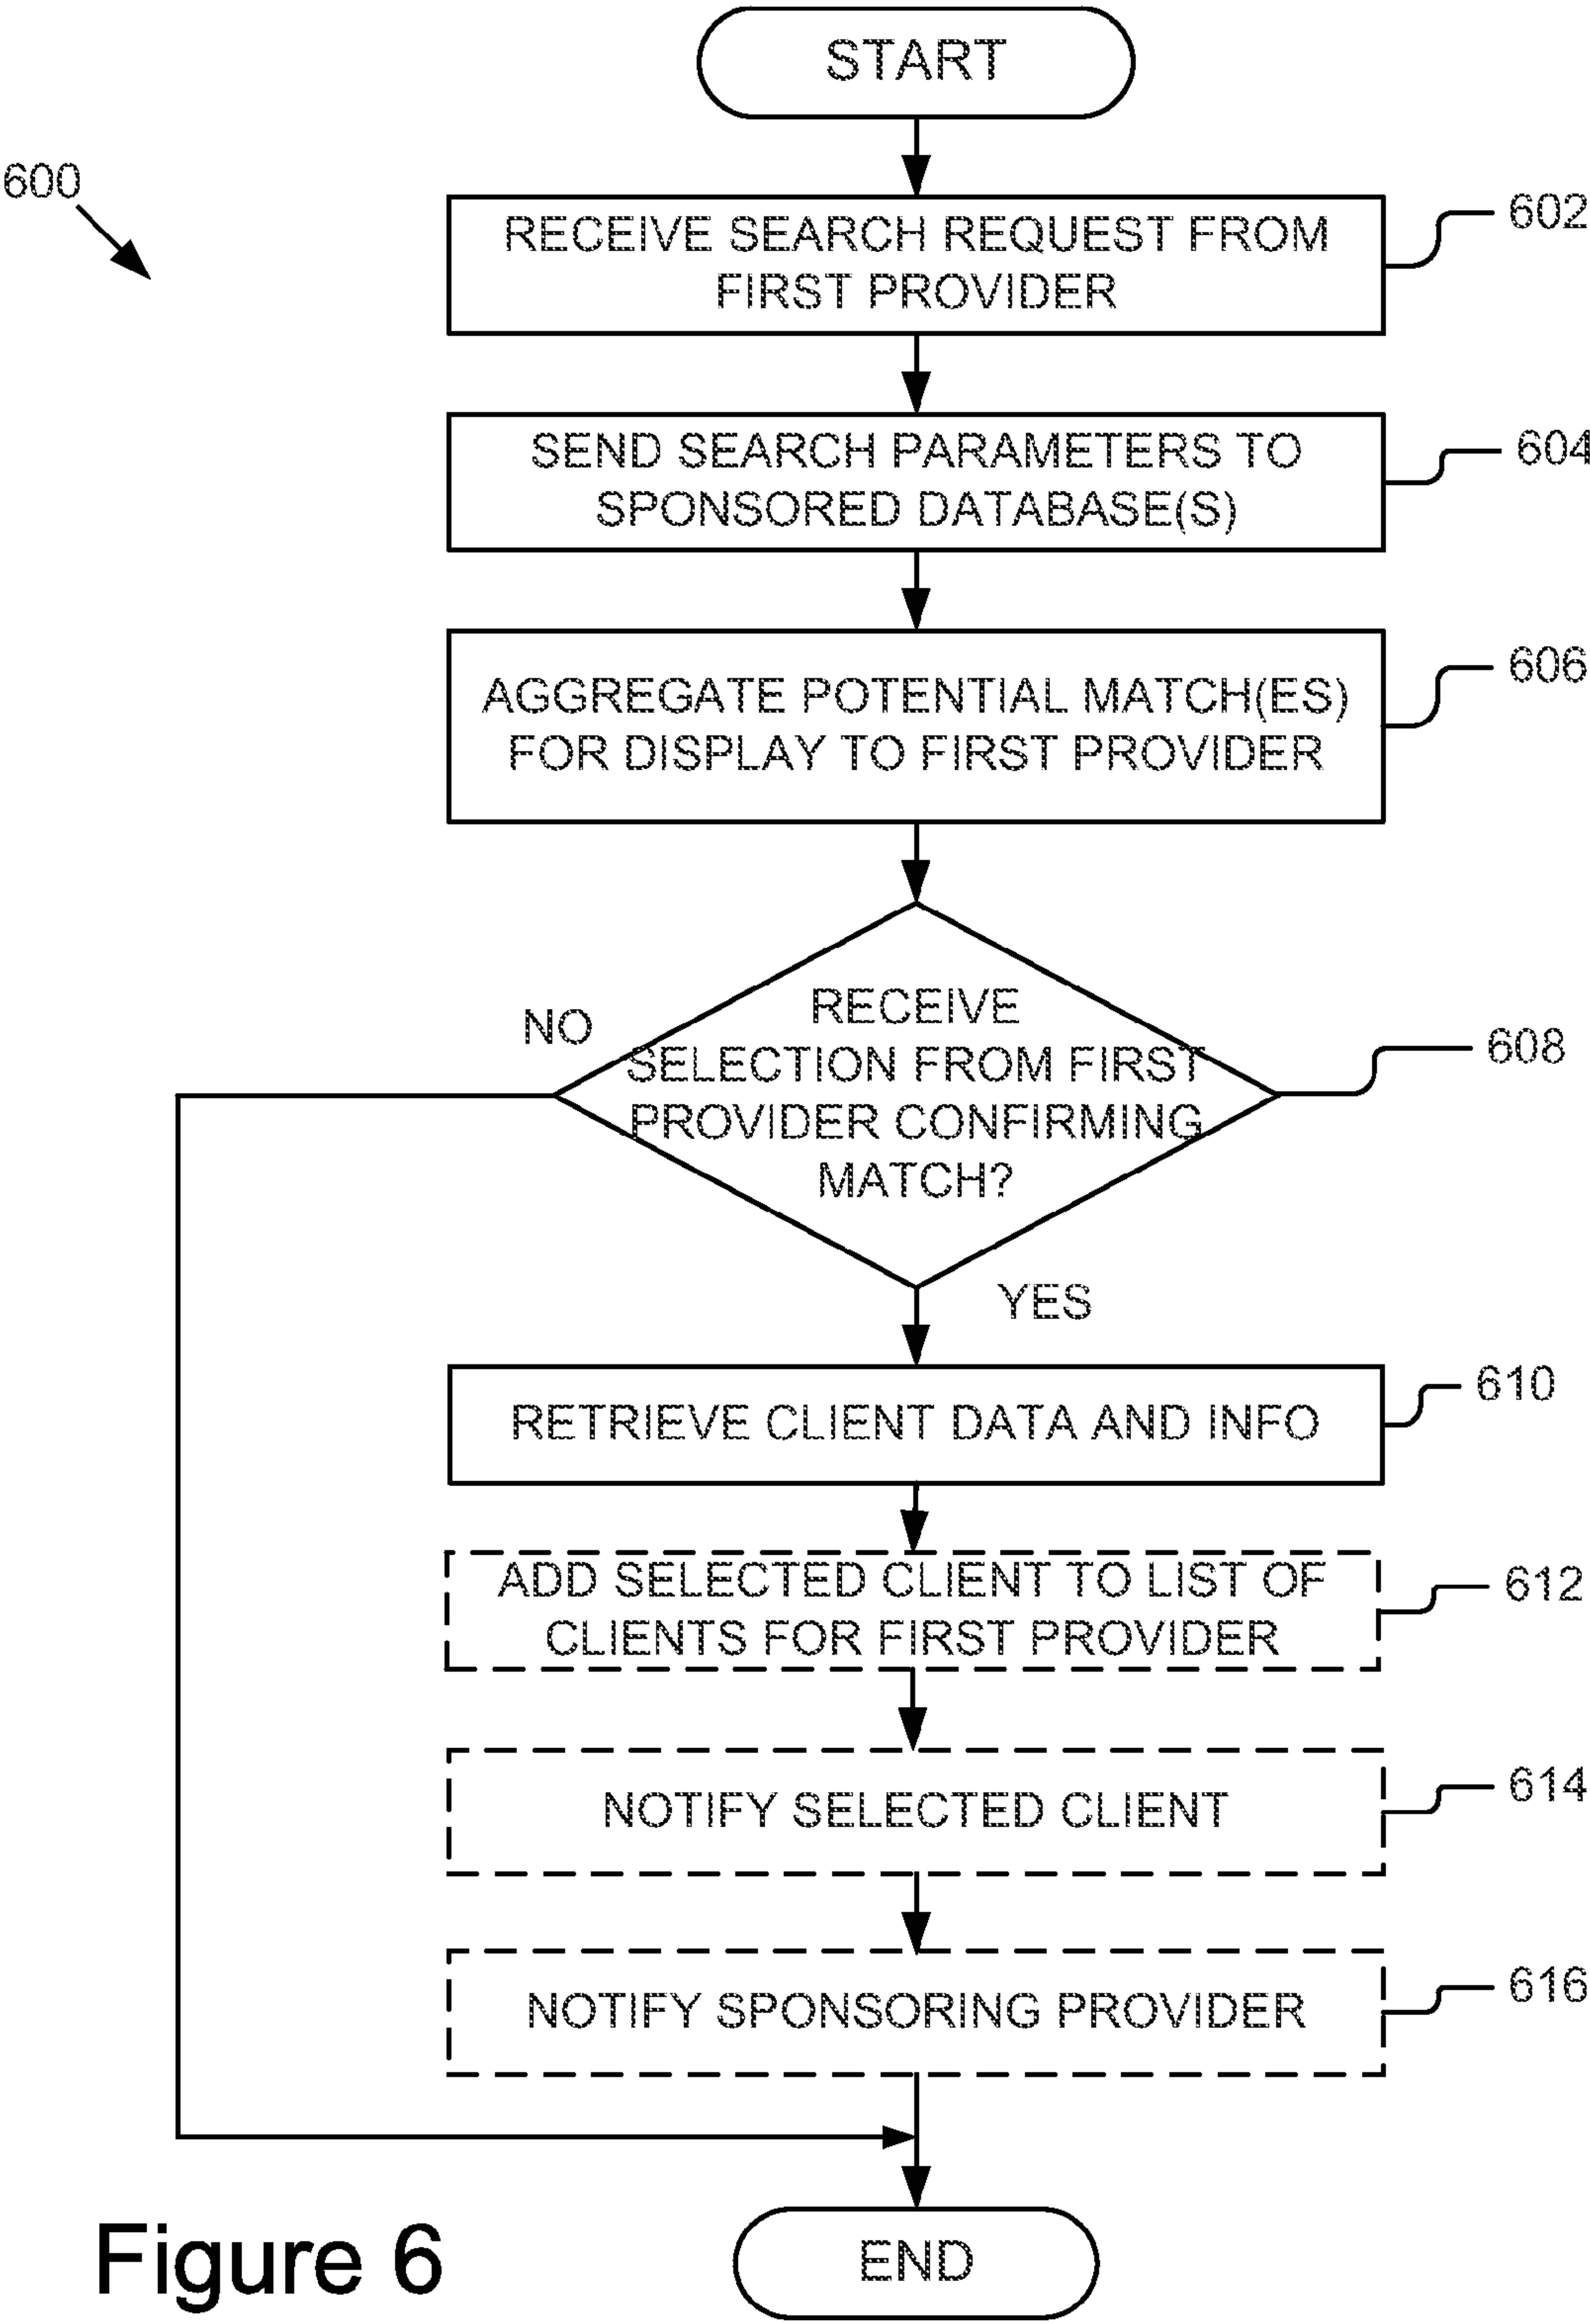 START
600
RECEIVE SEARCH REQUEST FROM
FIRST PROVIDER
602
SEND SEARCH PARAMETERS TO
SPONSORED DATABASE(S)
604
AGGREGATE POTENTIAL MATCH(ES)
FOR DISPLAY TO FIRST PROVIDER
606
NO
RECEIVE
SELECTION FROM FIRST
PROVIDER CONFIRMING
MATCH?
608
YES
RETRIEVE CLIENT DATA AND INFO
610
ADD SELECTED CLIENT TO LIST OF
CLIENTS FOR FIRST PROVIDER
612
NOTIFY SELECTED CLIENT
614
NOTIFY SPONSORING PROVIDER
616
END
Figure 6